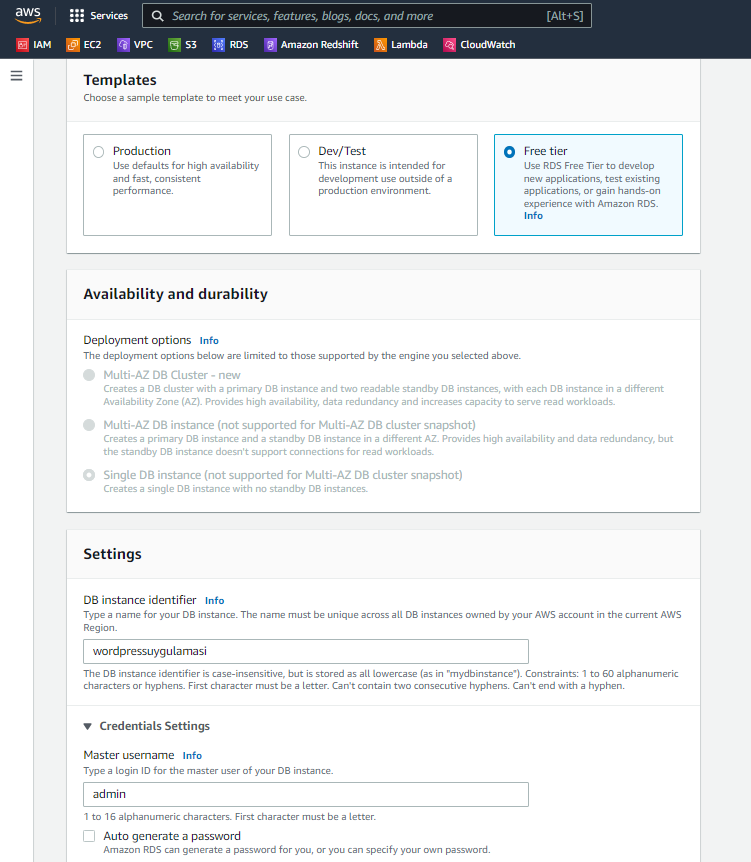 aws
Services
Search for services, features, blogs, docs, and more
[Alt+S]
IAM
EC2
VPC
S3
RDS
Amazon Redshift
Lambda
CloudWatch
Templates
Choose a sample template to meet your use case.
Production
Use defaults for high availability
and fast, consistent
performance.
Dev/Test
This instance is intended for
development use outside of a
production environment.
Free tier
Use RDS Free Tier to develop
new applications, test existing
applications, or gain hands-on
experience with Amazon RDS.
Info
Availability and durability
Deployment options Info
The deployment options below are limited to those supported by the engine you selected above.
Multi-AZ DB Cluster - new
Creates a DB cluster with a primary DB instance and two readable standby DB instances, with each DB instance in a different
Availability Zone (AZ). Provides high availability, data redundancy and increases capacity to serve read workloads.
Multi-AZ DB instance (not supported for Multi-AZ DB cluster snapshot)
Creates a primary DB instance and a standby DB instance in a different AZ. Provides high availability and data redundancy, but
the standby DB instance doesn't support connections for read workloads.
Single DB instance (not supported for Multi-AZ DB cluster snapshot)
Creates a single DB instance with no standby DB instances.
Settings
DB instance identifier Info
Type a name for your DB instance. The name must be unique across all DB instances owned by your AWS account in the current AWS
Region.
wordpressuygulamasi
The DB instance identifier is case-insensitive, but is stored as all lowercase (as in "mydbinstance"). Constraints: 1 to 60 alphanumeric
characters or hyphens. First character must be a letter. Can't contain two consecutive hyphens. Can't end with a hyphen.
Credentials Settings
Master username Info
Type a login ID for the master user of your DB instance.
admin
1 to 16 alphanumeric characters. First character must be a letter.
Auto generate a password
Amazon RDS can generate a password for you, or you can specify your own password.